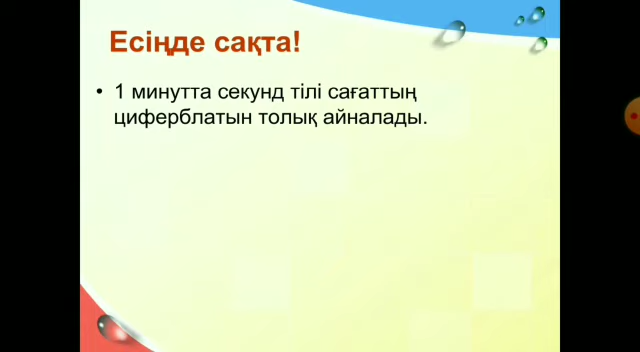 Есіңде сақта!
• 1 минутта секунд тілі сағаттың
циферблатын толық айналады.